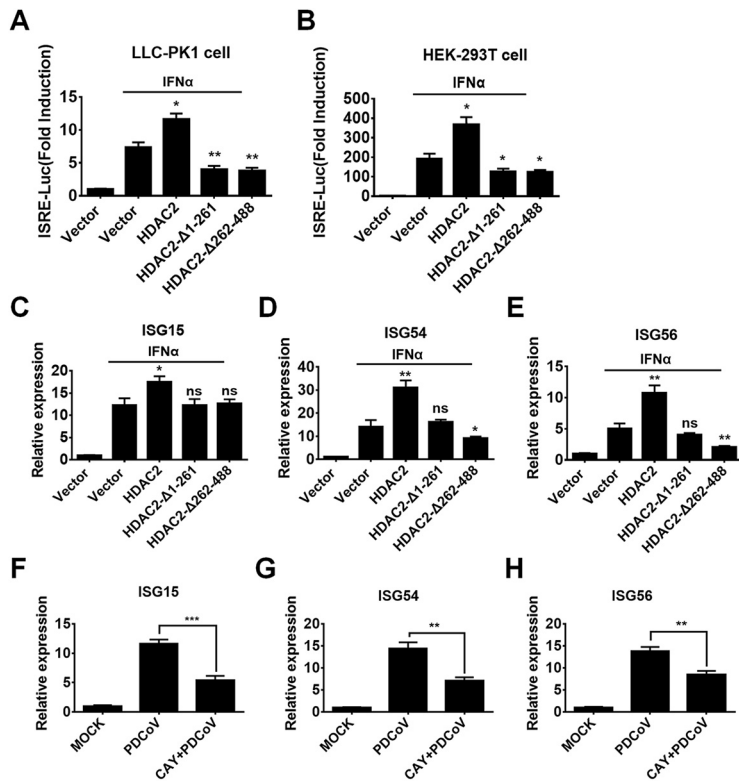 A
LLC-PK1 cell
IFNα
ISRE-Luc(Fold Induction)
15
10
5
0
*
**
**
Vector
Vector
HDAC2
HDAC2-Δ1-261
HDAC2-Δ262-488
B
HEK-293T cell
IFNα
ISRE-Luc(Fold Induction)
500
400
300
200
100
0
*
*
*
Vector
Vector
HDAC2
HDAC2-Δ1-261
HDAC2-Δ262-488
C
ISG15
IFNα
Relative expression
20
15
10
5
0
*
ns
ns
Vector
Vector
HDAC2
HDAC2-Δ1-261
HDAC2-Δ262-488
D
ISG54
IFNα
Relative expression
40
30
20
10
0
**
ns
*
Vector
Vector
HDAC2
HDAC2-Δ1-261
HDAC2-Δ262-488
E
ISG56
IFNα
Relative expression
15
10
5
0
**
ns
**
Vector
Vector
HDAC2
HDAC2-Δ1-261
HDAC2-Δ262-488
F
ISG15
Relative expression
15
10
5
0
***
MOCK
PDCoV
CAY+PDCoV
G
ISG54
Relative expression
20
15
10
5
0
**
MOCK
PDCoV
CAY+PDCoV
H
ISG56
Relative expression
20
15
10
5
0
**
MOCK
PDCoV
CAY+PDCoV